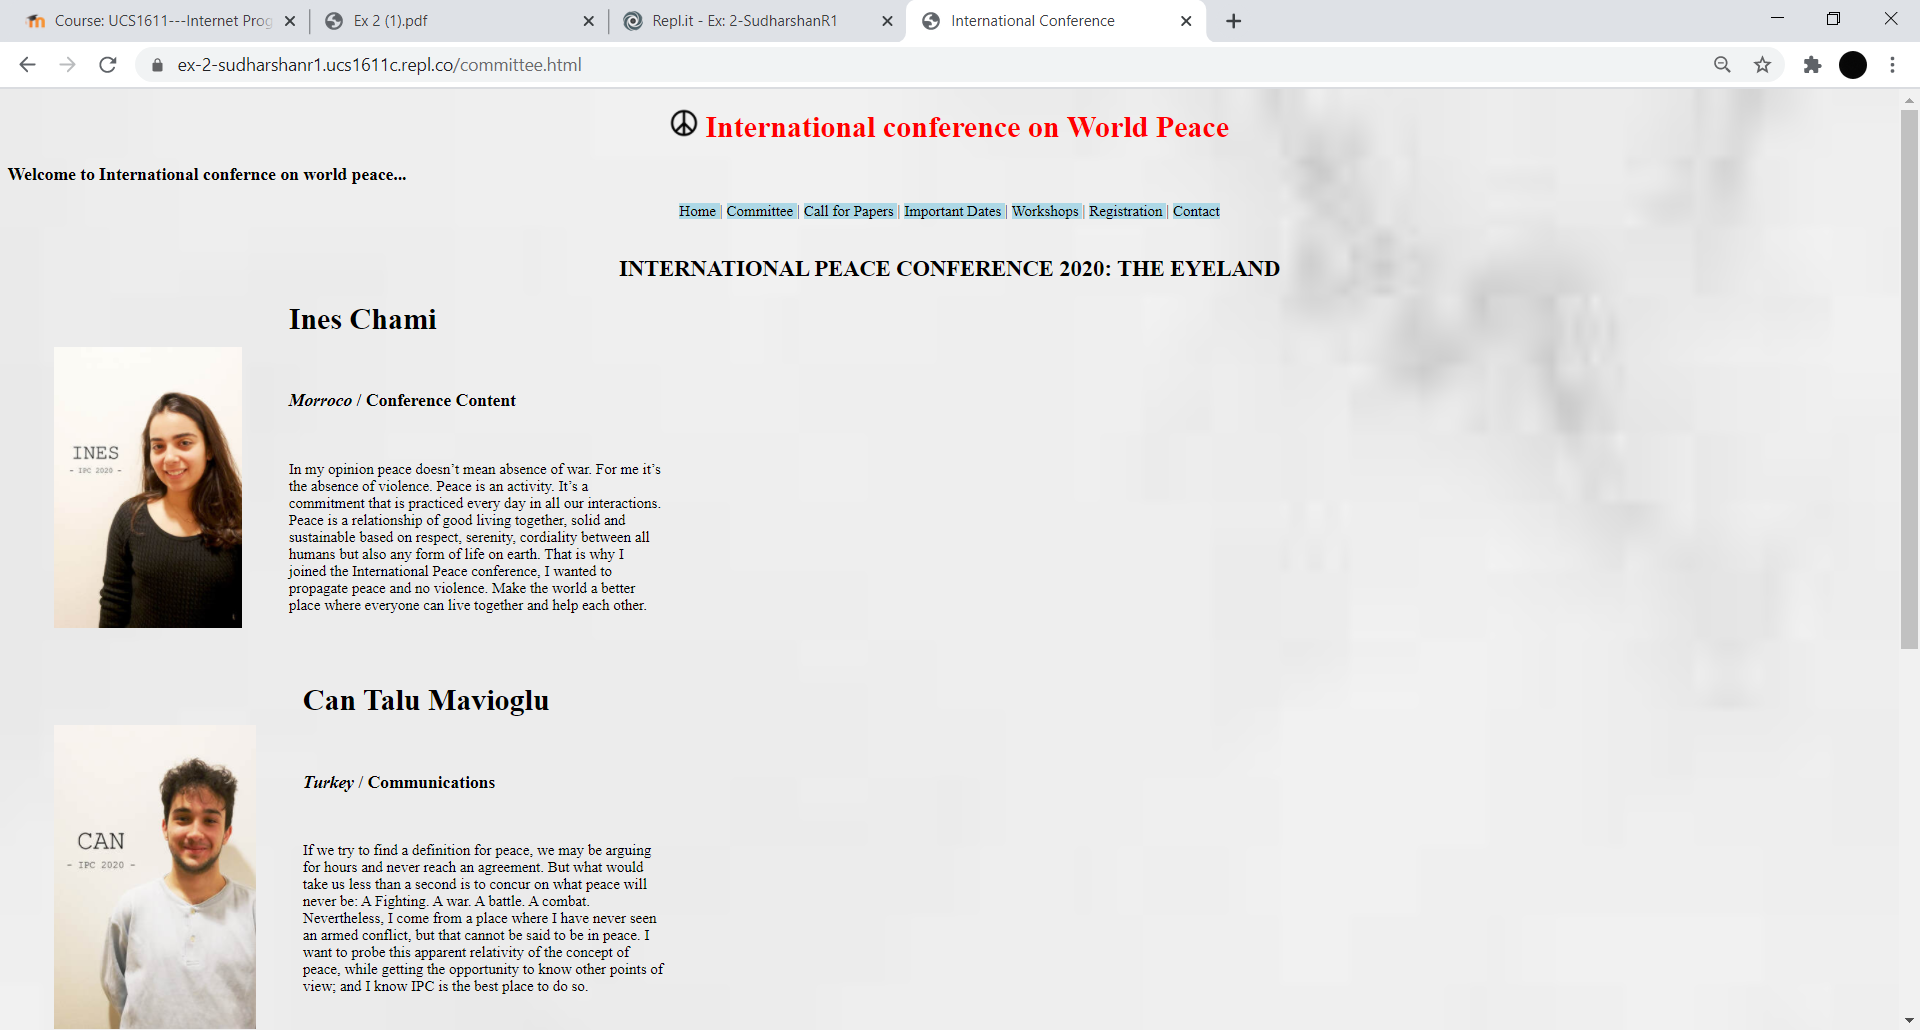 Course: UCS1611---Internet Prog
Ex 2 (1).pdf
Repl.it - Ex: 2-SudharshanR1
International Conference
ex-2-sudharshanr1.ucs1611c.repl.co/committee.html
International conference on World Peace
Welcome to International confernce on world peace...
Home | Committee | Call for Papers | Important Dates | Workshops | Registration | Contact
INTERNATIONAL PEACE CONFERENCE 2020: THE EYELAND
Ines Chami
INES
- IPC 2020 -
Morroco / Conference Content
In my opinion peace doesn’t mean absence of war. For me it’s
the absence of violence. Peace is an activity. It’s a
commitment that is practiced every day in all our interactions.
Peace is a relationship of good living together, solid and
sustainable based on respect, serenity, cordiality between all
humans but also any form of life on earth. That is why I
joined the International Peace conference, I wanted to
propagate peace and no violence. Make the world a better
place where everyone can live together and help each other.
Can Talu Mavioglu
CAN
- IPC 2020 -
Turkey / Communications
If we try to find a definition for peace, we may be arguing
for hours and never reach an agreement. But what would
take us less than a second is to concur on what peace will
never be: A Fighting. A war. A battle. A combat.
Nevertheless, I come from a place where I have never seen
an armed conflict, but that cannot be said to be in peace. I
want to probe this apparent relativity of the concept of
peace, while getting the opportunity to know other points of
view; and I know IPC is the best place to do so.